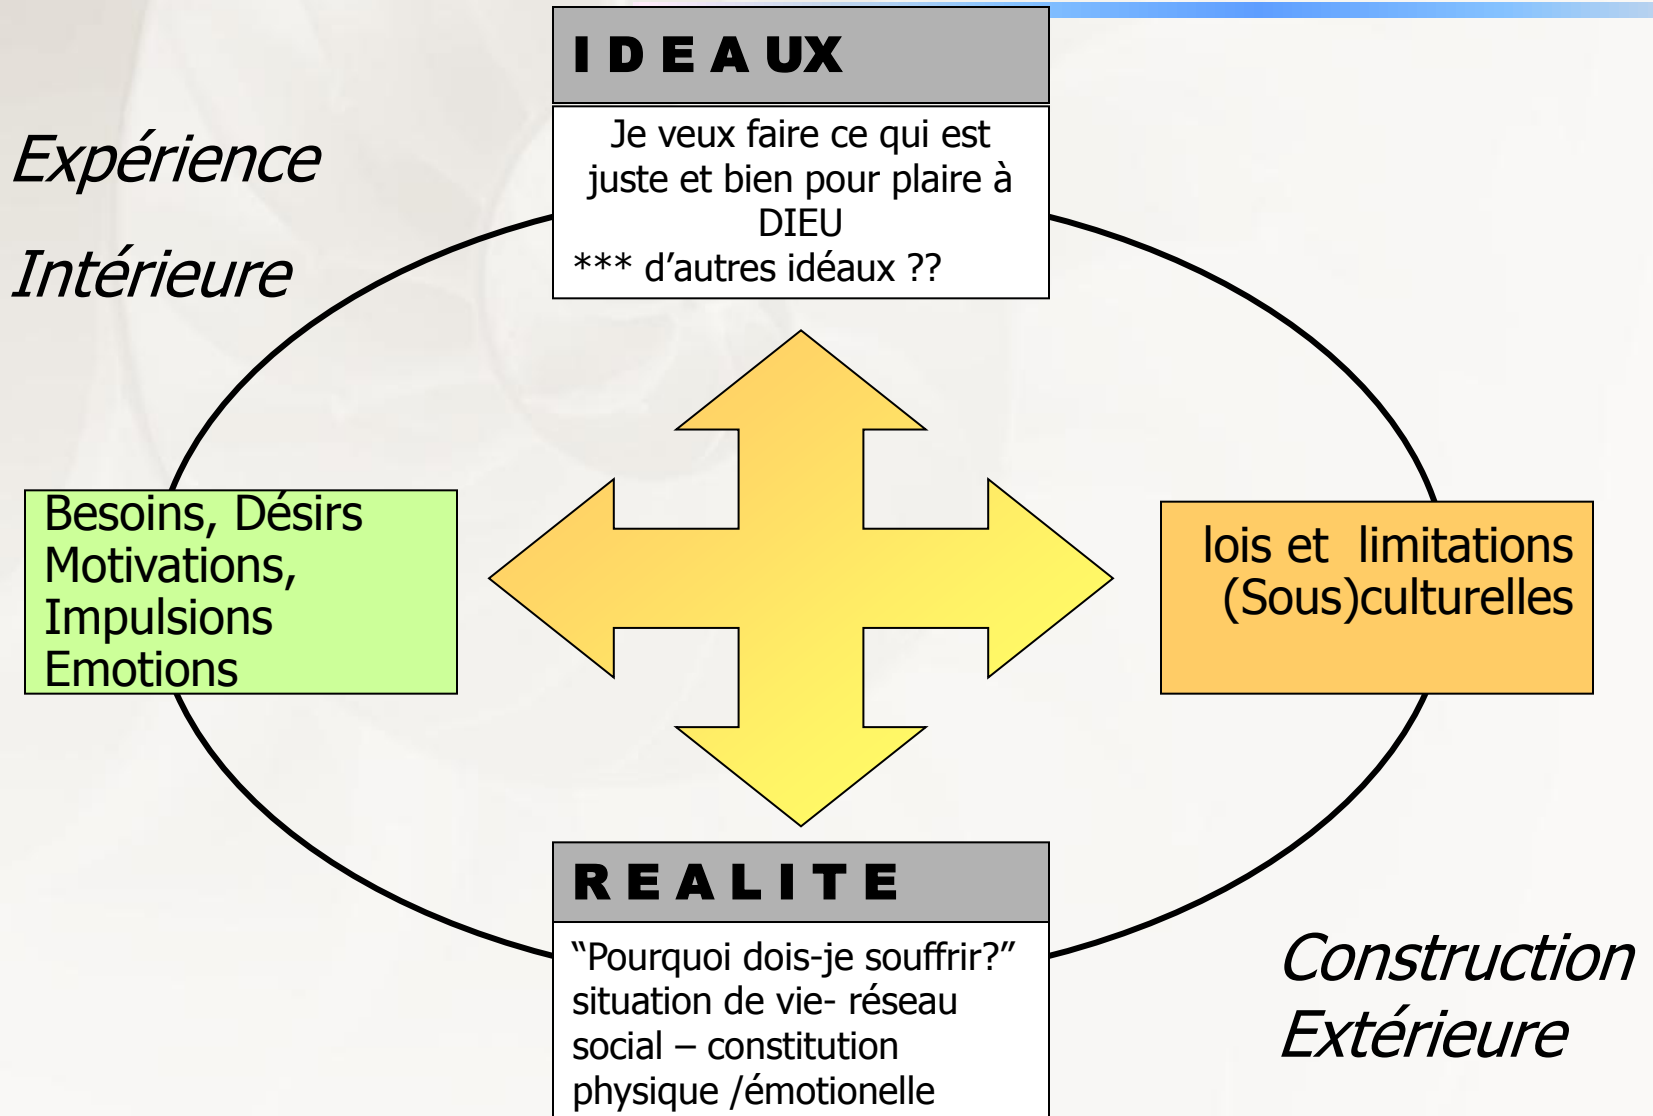 I D E A UX
Je veux faire ce qui est
juste et bien pour plaire à
DIEU
*** d’autres idéaux ??
Expérience
Intérieure
Besoins, Désirs
Motivations,
Impulsions
Emotions
lois et  limitations
(Sous)culturelles
R E A L I T E
“Pourquoi dois-je souffrir?”
situation de vie- réseau
social – constitution
physique /émotionelle
Construction
Extérieure